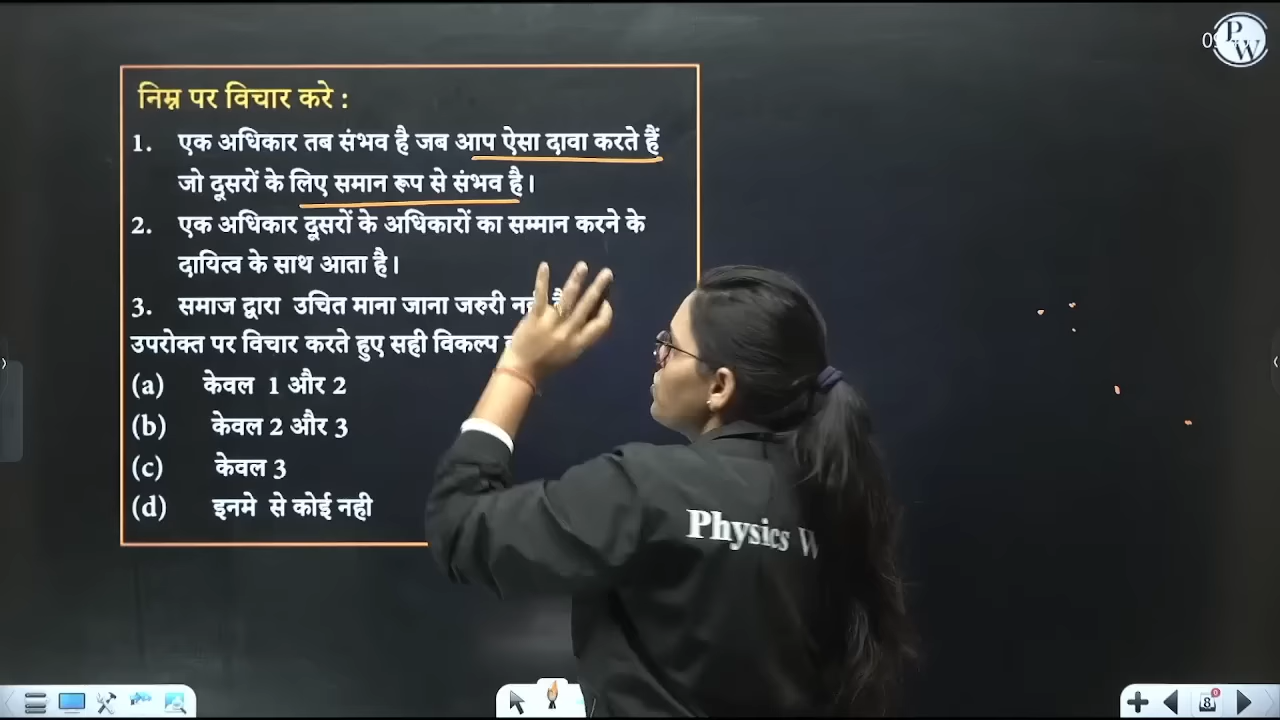 निम्न पर विचार करे :
1. एक अधिकार तब संभव है जब आप ऐसा दावा करते हैं
जो दूसरों के लिए समान रूप से संभव है।
2. एक अधिकार दूसरों के अधिकारों का सम्मान करने के
दायित्व के साथ आता है।
3. समाज द्वारा उचित माना जाना जरुरी
उपरोक्त पर विचार करते हुए सही विकल्प
(a) केवल 1 और 2
(b) केवल 2 और 3
(c) केवल 3
(d) इनमे से कोई नही
Physics W
PW